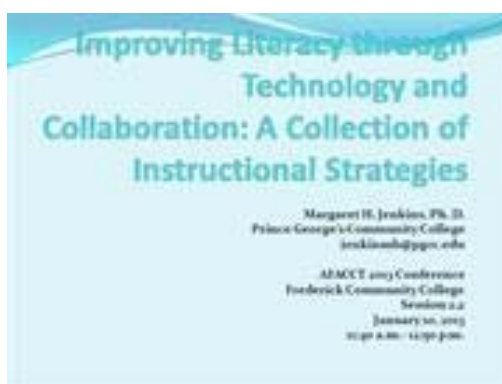 Improving Literacy through
Technology and
Collaboration: A Collection of
Instructional Strategies
Margaret H. Jenkins, Ph. D.
Prince George's Community College
AFACCT 2013 Conference
Frederick Community College
Session 2.2
January 10, 2013